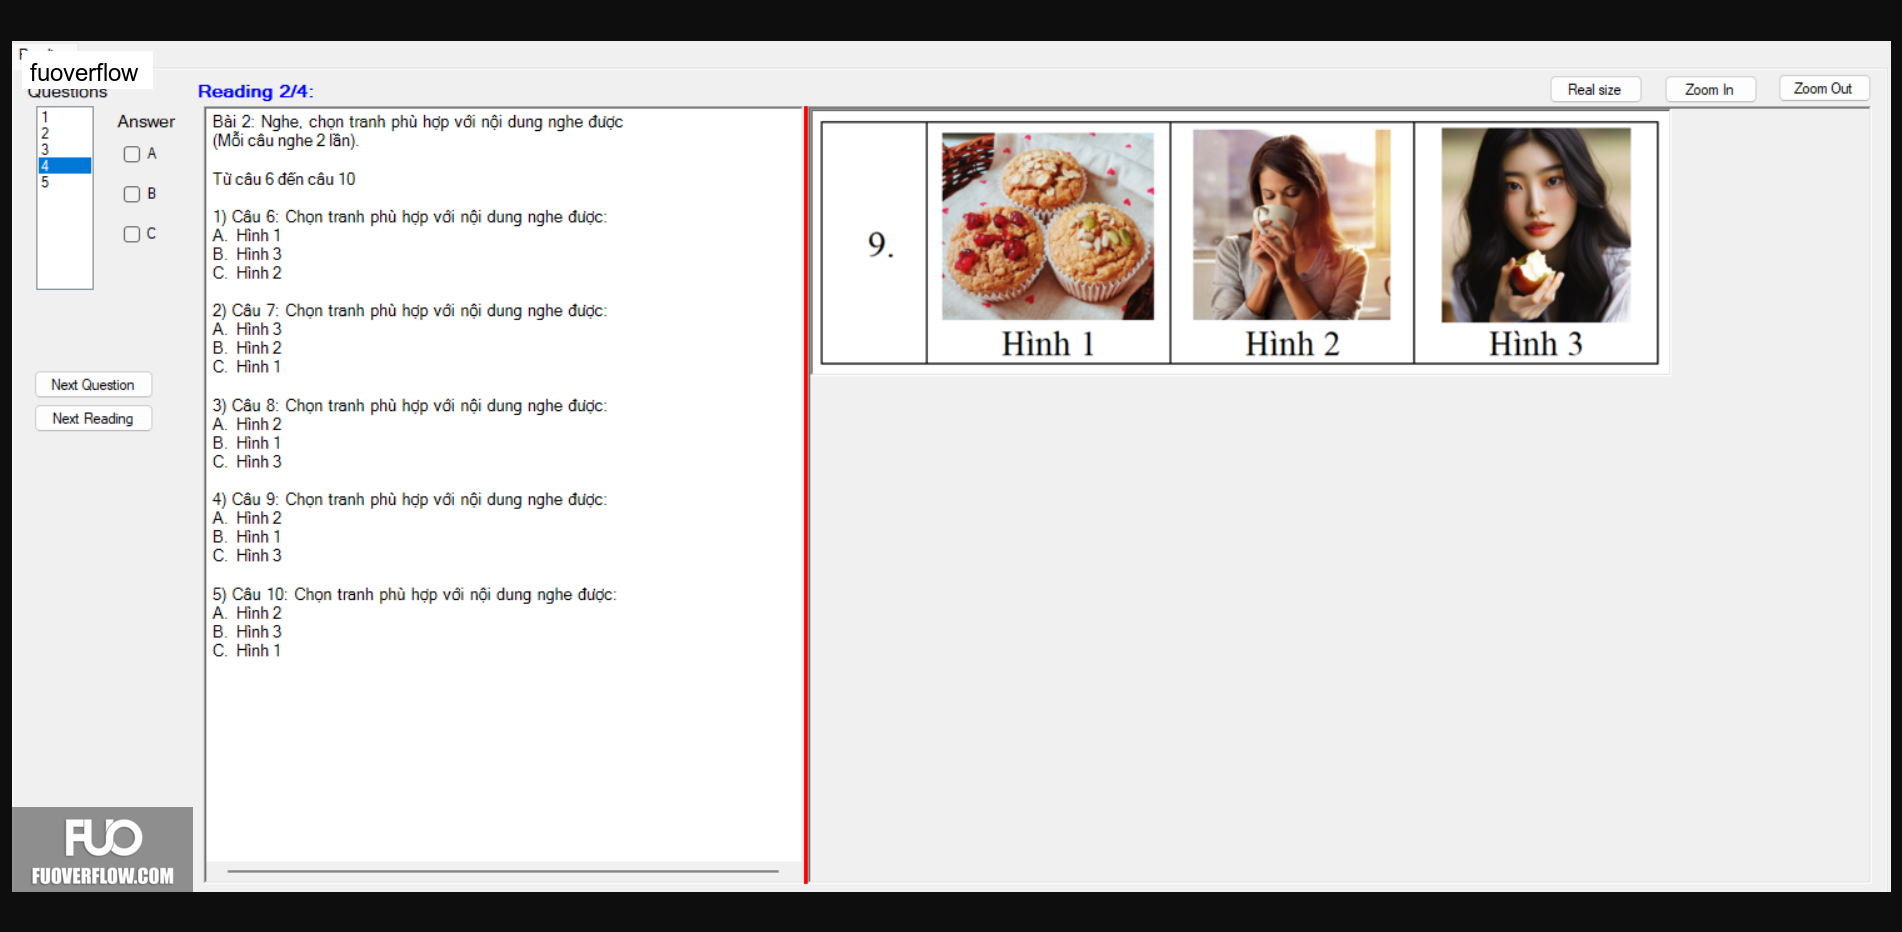 fuoverflow
Questions
Reading 2/4:
Real size
Zoom In
Zoom Out
1
2
3
4
5
Answer
A
B
C
Next Question
Next Reading
Bài 2: Nghe, chọn tranh phù hợp với nội dung nghe được
(Mỗi câu nghe 2 lần).
Từ câu 6 đến câu 10
1) Câu 6: Chọn tranh phù hợp với nội dung nghe được:
A. Hình 1
B. Hình 3
C. Hình 2
2) Câu 7: Chọn tranh phù hợp với nội dung nghe được:
A. Hình 3
B. Hình 2
C. Hình 1
3) Câu 8: Chọn tranh phù hợp với nội dung nghe được:
A. Hình 2
B. Hình 1
C. Hình 3
4) Câu 9: Chọn tranh phù hợp với nội dung nghe được:
A. Hình 2
B. Hình 1
C. Hình 3
5) Câu 10: Chọn tranh phù hợp với nội dung nghe được:
A. Hình 2
B. Hình 3
C. Hình 1
9.
Hình 1
Hình 2
Hình 3
FUO
FUOVERFLOW.COM